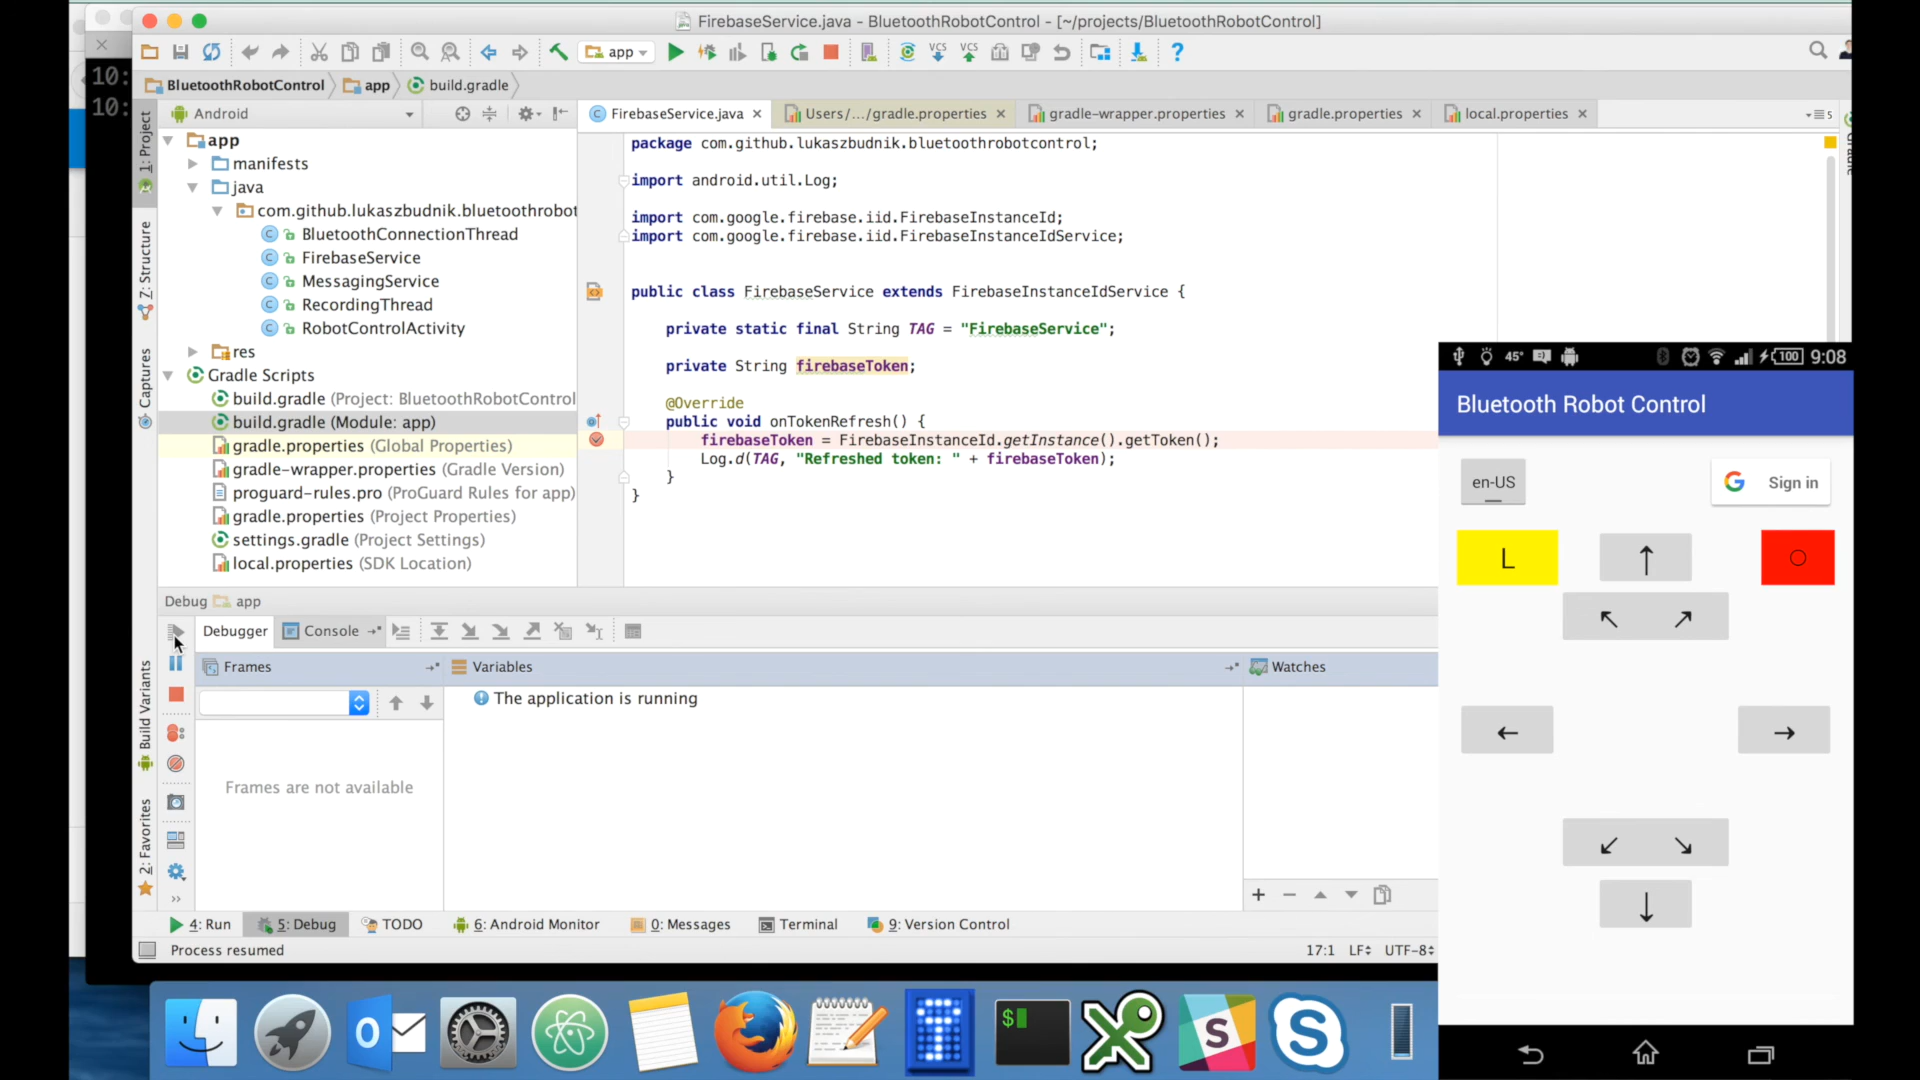 FirebaseService.java - BluetoothRobotControl - [~/projects/BluetoothRobotControl]
10:
10:
app
VCS
VCS
?
BluetoothRobotControl
app
build.gradle
1: Project
Z: Structure
Captures
Build Variants
2: Favorites
Android
FirebaseService.java
Users/.../gradle.properties
gradle-wrapper.properties
gradle.properties
local.properties
5
app
manifests
java
com.github.lukaszbudnik.bluetoothrobot
BluetoothConnectionThread
FirebaseService
MessagingService
RecordingThread
RobotControlActivity
res
Gradle Scripts
build.gradle (Project: BluetoothRobotControl
build.gradle (Module: app)
gradle.properties (Global Properties)
gradle-wrapper.properties (Gradle Version)
proguard-rules.pro (ProGuard Rules for app)
gradle.properties (Project Properties)
settings.gradle (Project Settings)
local.properties (SDK Location)
package com.github.lukaszbudnik.bluetoothrobotcontrol;
import android.util.Log;
import com.google.firebase.iid.FirebaseInstanceId;
import com.google.firebase.iid.FirebaseInstanceIdService;
public class FirebaseService extends FirebaseInstanceIdService {
private static final String TAG = "FirebaseService";
private String firebaseToken;
@Override
public void onTokenRefresh() {
firebaseToken = FirebaseInstanceId.getInstance().getToken();
Log.d(TAG, "Refreshed token: " + firebaseToken);
}
}
Debug app
Debugger
Console
Frames
Variables
Watches
The application is running
Frames are not available
4: Run
5: Debug
TODO
6: Android Monitor
0: Messages
Terminal
9: Version Control
Process resumed
17:1
LF
UTF-8
45°
100
9:08
Bluetooth Robot Control
en-US
G
Sign in
L
↑
○
↖ ↗
←
→
↙ ↘
↓
O
T
$
S
S